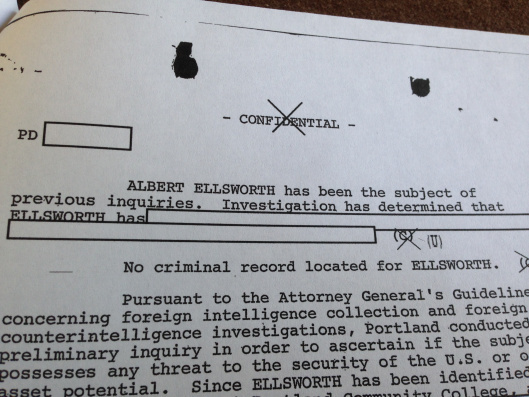 - CONFIDENTIAL -
PD
ALBERT ELLSWORTH has been the subject of
previous inquiries. Investigation has determined that
ELLSWORTH has
(U)
No criminal record located for ELLSWORTH.
Pursuant to the Attorney General's Guideline
concerning foreign intelligence collection and foreign
counterintelligence investigations, Portland conducted
preliminary inquiry in order to ascertain if the subje
possesses any threat to the security of the U.S. or o
asset potential. Since ELLSWORTH has been identified
Portland Community College,